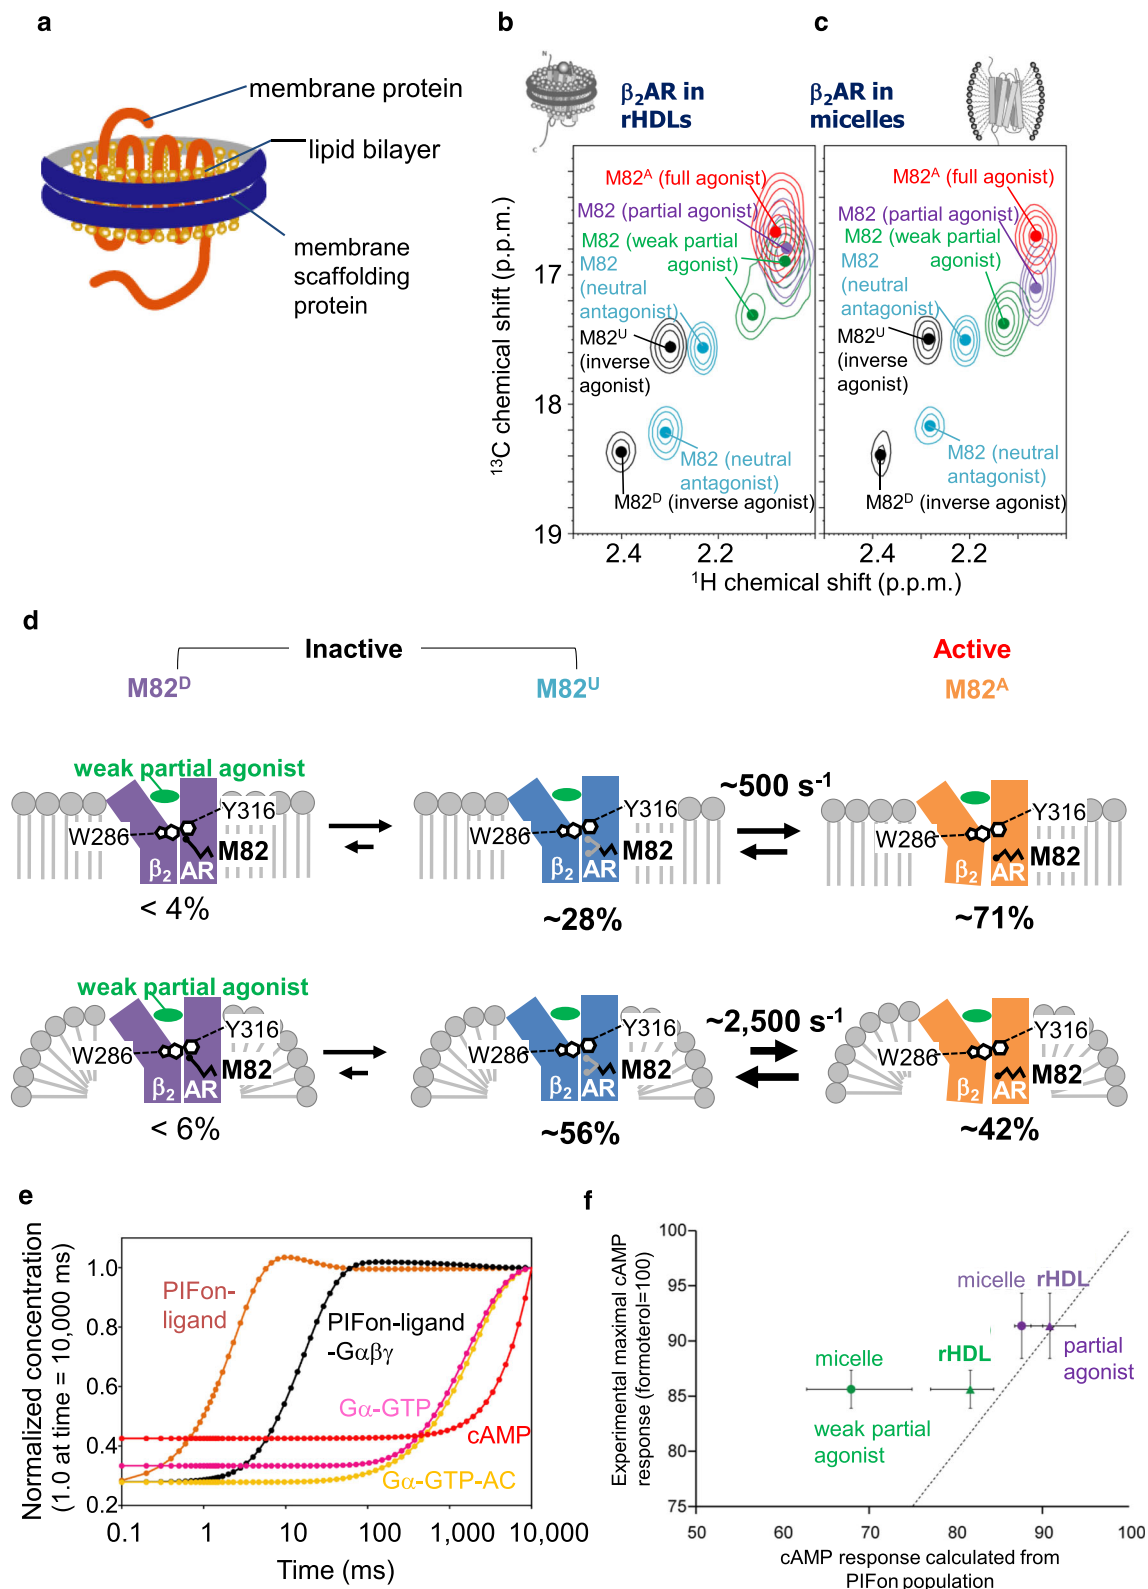 a
membrane protein
lipid bilayer
membrane
scaffolding
protein
b
β₂AR in
rHDLs
N
C
c
β₂AR in
micelles
¹³C chemical shift (p.p.m.)
17
18
19
M82ᴬ (full agonist)
M82 (partial agonist)
M82 (weak partial
agonist)
M82
(neutral
antagonist)
M82ᵁ
(inverse
agonist)
M82 (neutral
antagonist)
M82ᴰ (inverse agonist)
2.4
2.2
M82ᴬ (full agonist)
M82 (partial agonist)
M82 (weak partial
agonist)
M82
(neutral
antagonist)
M82ᵁ
(inverse
agonist)
M82 (neutral
antagonist)
M82ᴰ (inverse agonist)
2.4
2.2
¹H chemical shift (p.p.m.)
d
Inactive
Active
M82ᴰ
M82ᵁ
M82ᴬ
weak partial agonist
Y316
W286
M82
β₂
AR
< 4%
Y316
W286
M82
β₂
AR
~28%
~500 s⁻¹
Y316
W286
M82
β₂
AR
~71%
weak partial agonist
Y316
W286
M82
β₂
AR
< 6%
Y316
W286
M82
β₂
AR
~56%
~2,500 s⁻¹
Y316
W286
M82
β₂
AR
~42%
e
Normalized concentration
(1.0 at time = 10,000 ms)
1.0
0.8
0.6
0.4
0.2
PIFon-
ligand
PIFon-ligand
-Gαβγ
Gα-GTP
cAMP
Gα-GTP-AC
0.1
1
10
100
1,000
10,000
Time (ms)
f
Experimental maximal cAMP
response (formoterol=100)
100
95
90
85
80
75
micelle
rHDL
partial
agonist
micelle
rHDL
weak partial
agonist
50
60
70
80
90
100
cAMP response calculated from
PIFon population